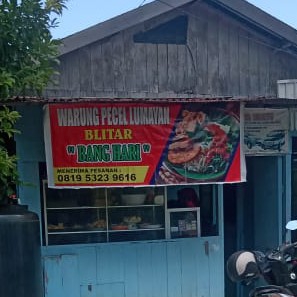 WARUNG PECEL LUMAYAN
BLITAR
" BANG HARI "
MENERIMA PESANAN :
0819 5323 9616